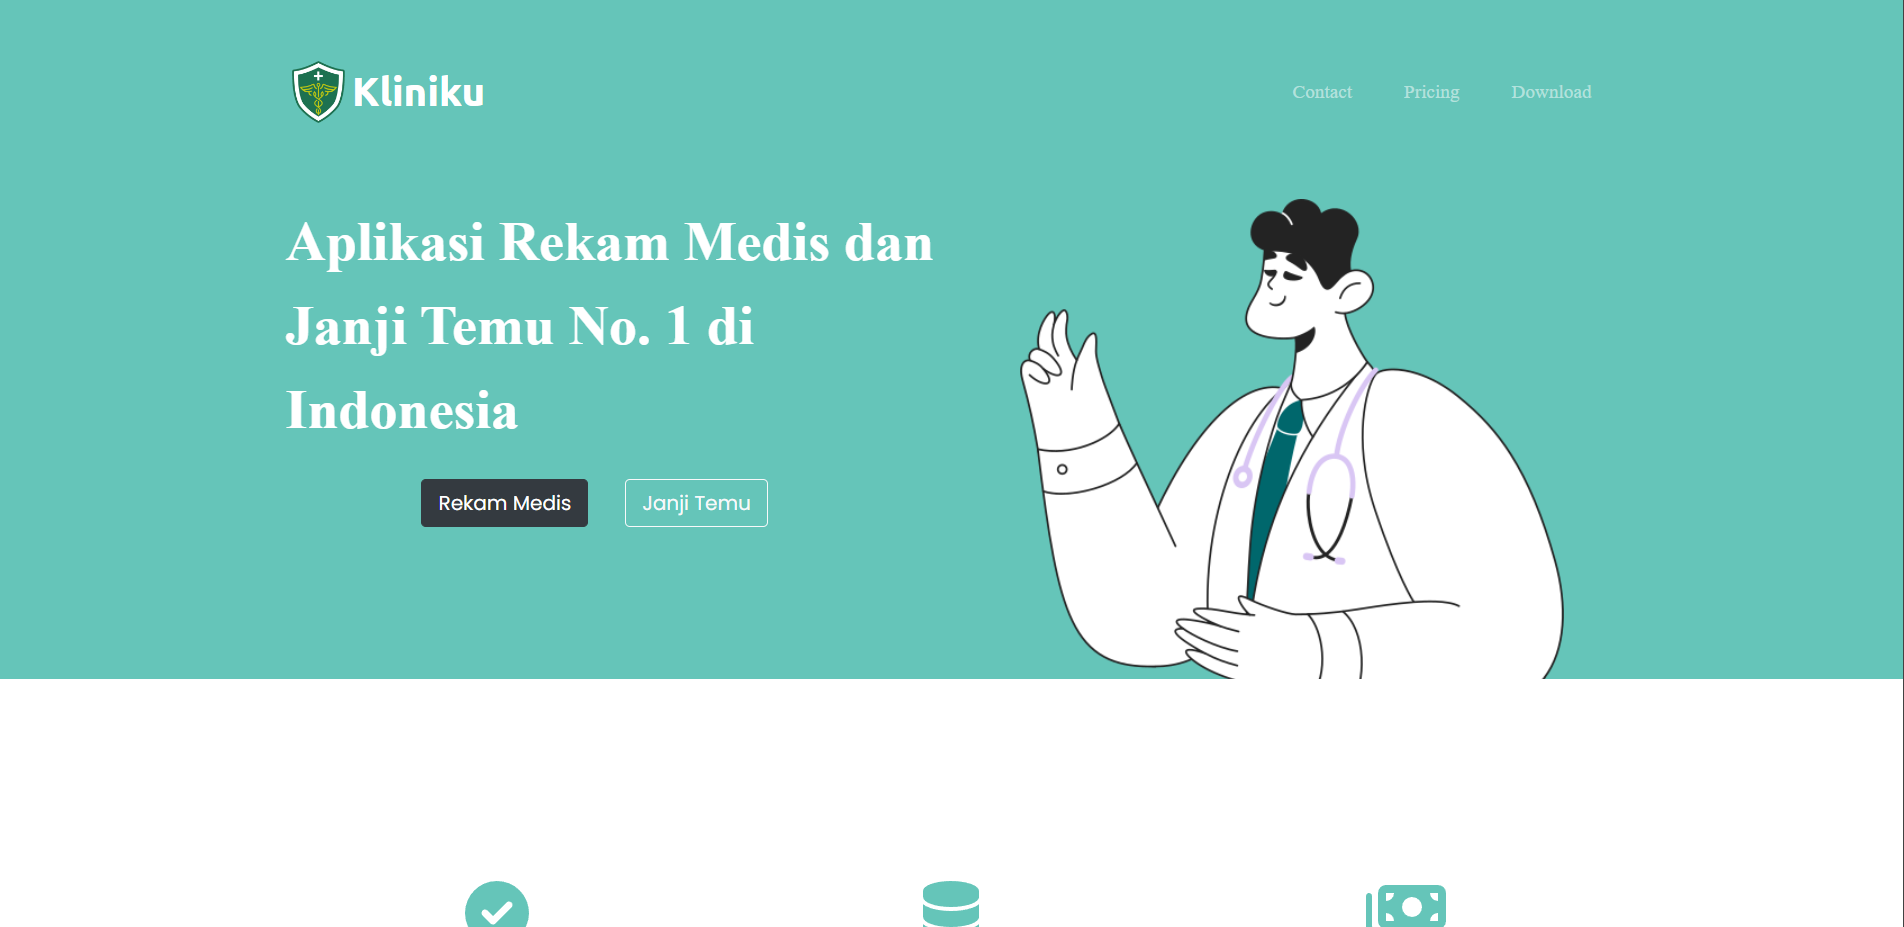 Kliniku
Contact Pricing Download
Aplikasi Rekam Medis dan
Janji Temu No. 1 di
Indonesia
Rekam Medis Janji Temu